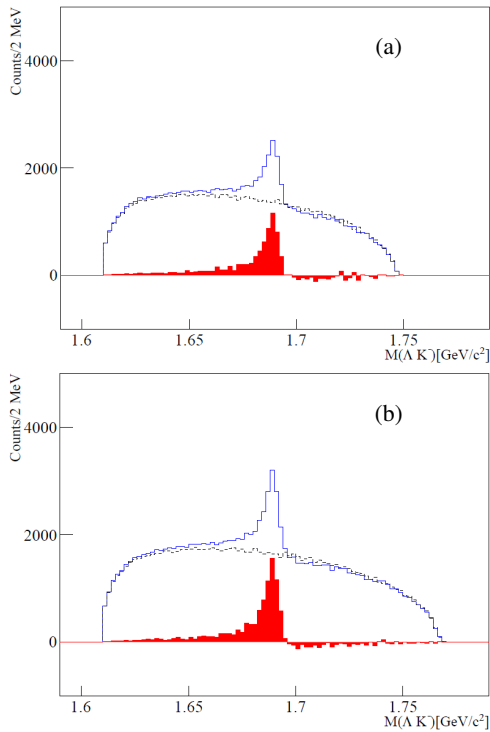 (a)
Counts/2 MeV
4000
2000
0
1.6
1.65
1.7
1.75
M(Λ K⁻)[GeV/c²]
(b)
Counts/2 MeV
4000
2000
0
1.6
1.65
1.7
1.75
M(Λ K⁻)[GeV/c²]